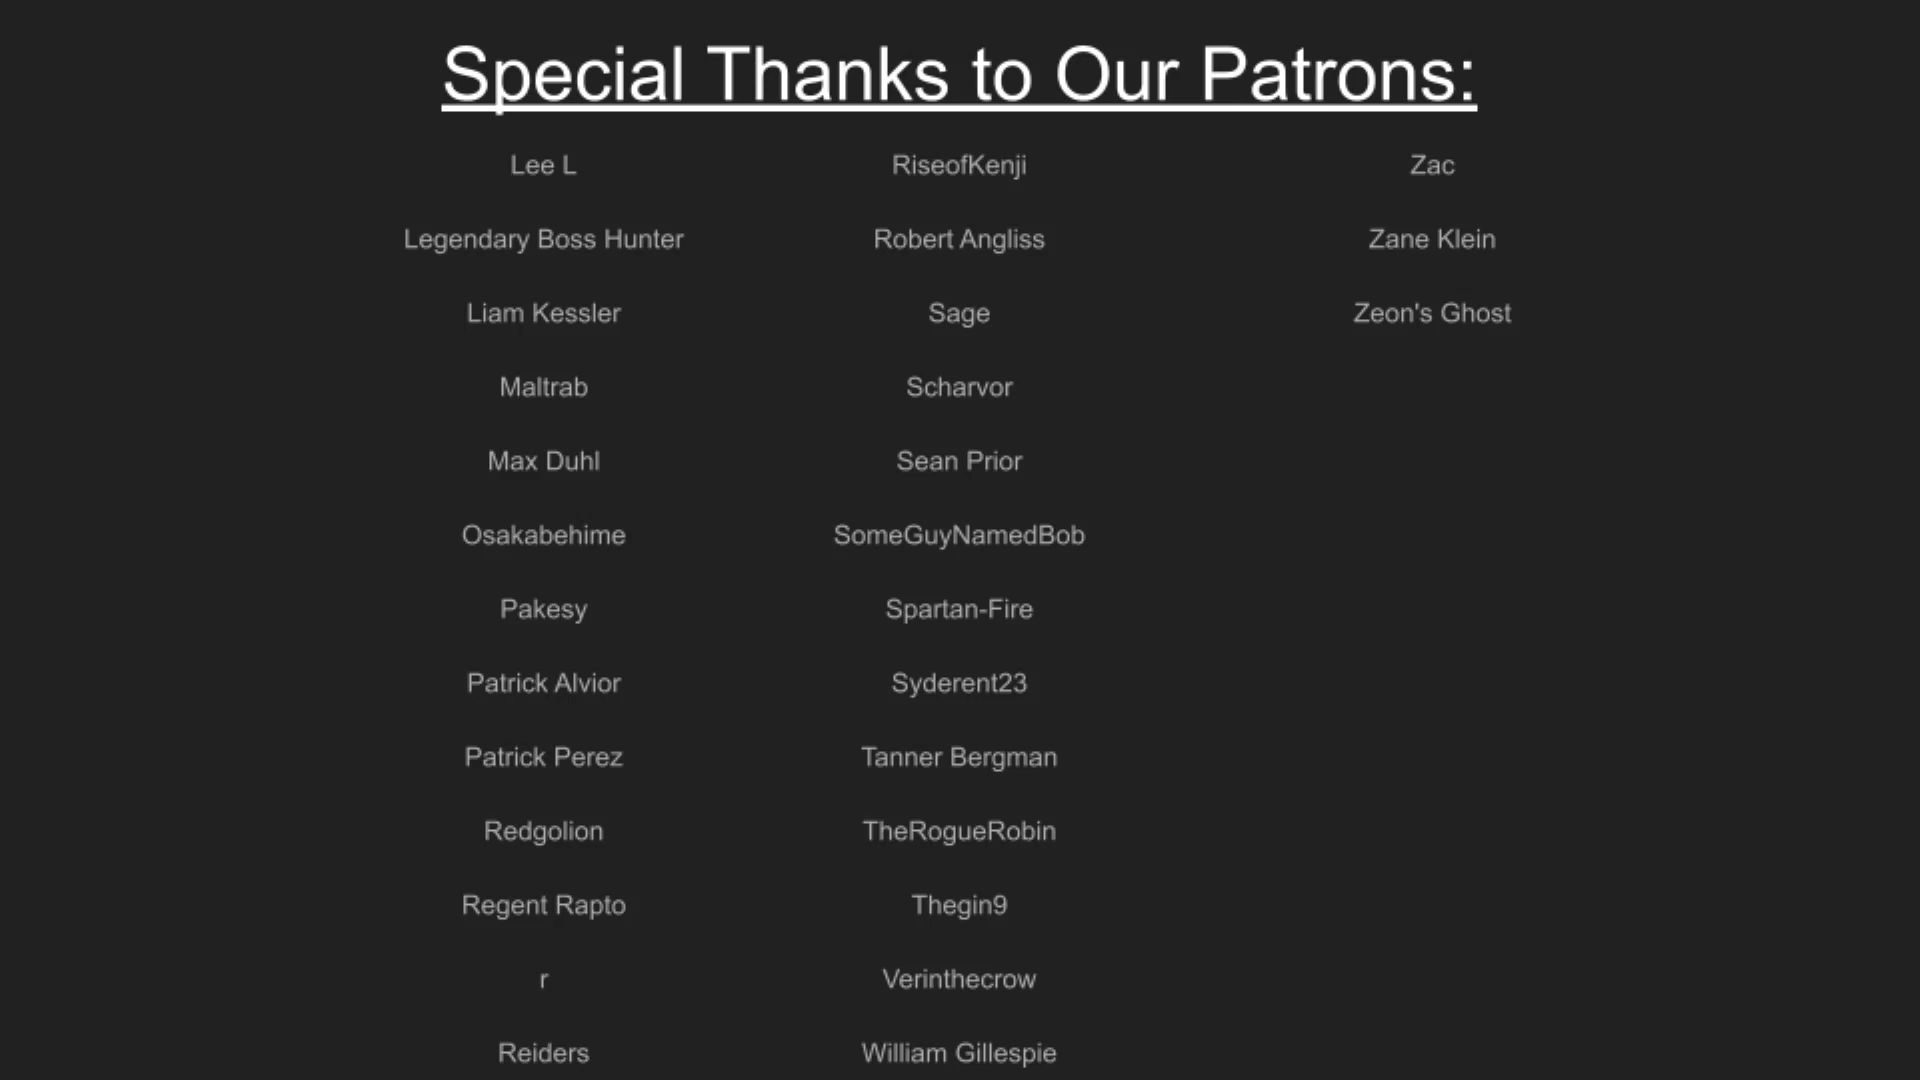 Special Thanks to Our Patrons:
Lee L
Legendary Boss Hunter
Liam Kessler
Maltrab
Max Duhl
Osakabehime
Pakesy
Patrick Alvior
Patrick Perez
Redgolion
Regent Rapto
r
Reiders
RiseofKenji
Robert Angliss
Sage
Scharvor
Sean Prior
SomeGuyNamedBob
Spartan-Fire
Syderent23
Tanner Bergman
TheRogueRobin
Thegin9
Verinthecrow
William Gillespie
Zac
Zane Klein
Zeon's Ghost